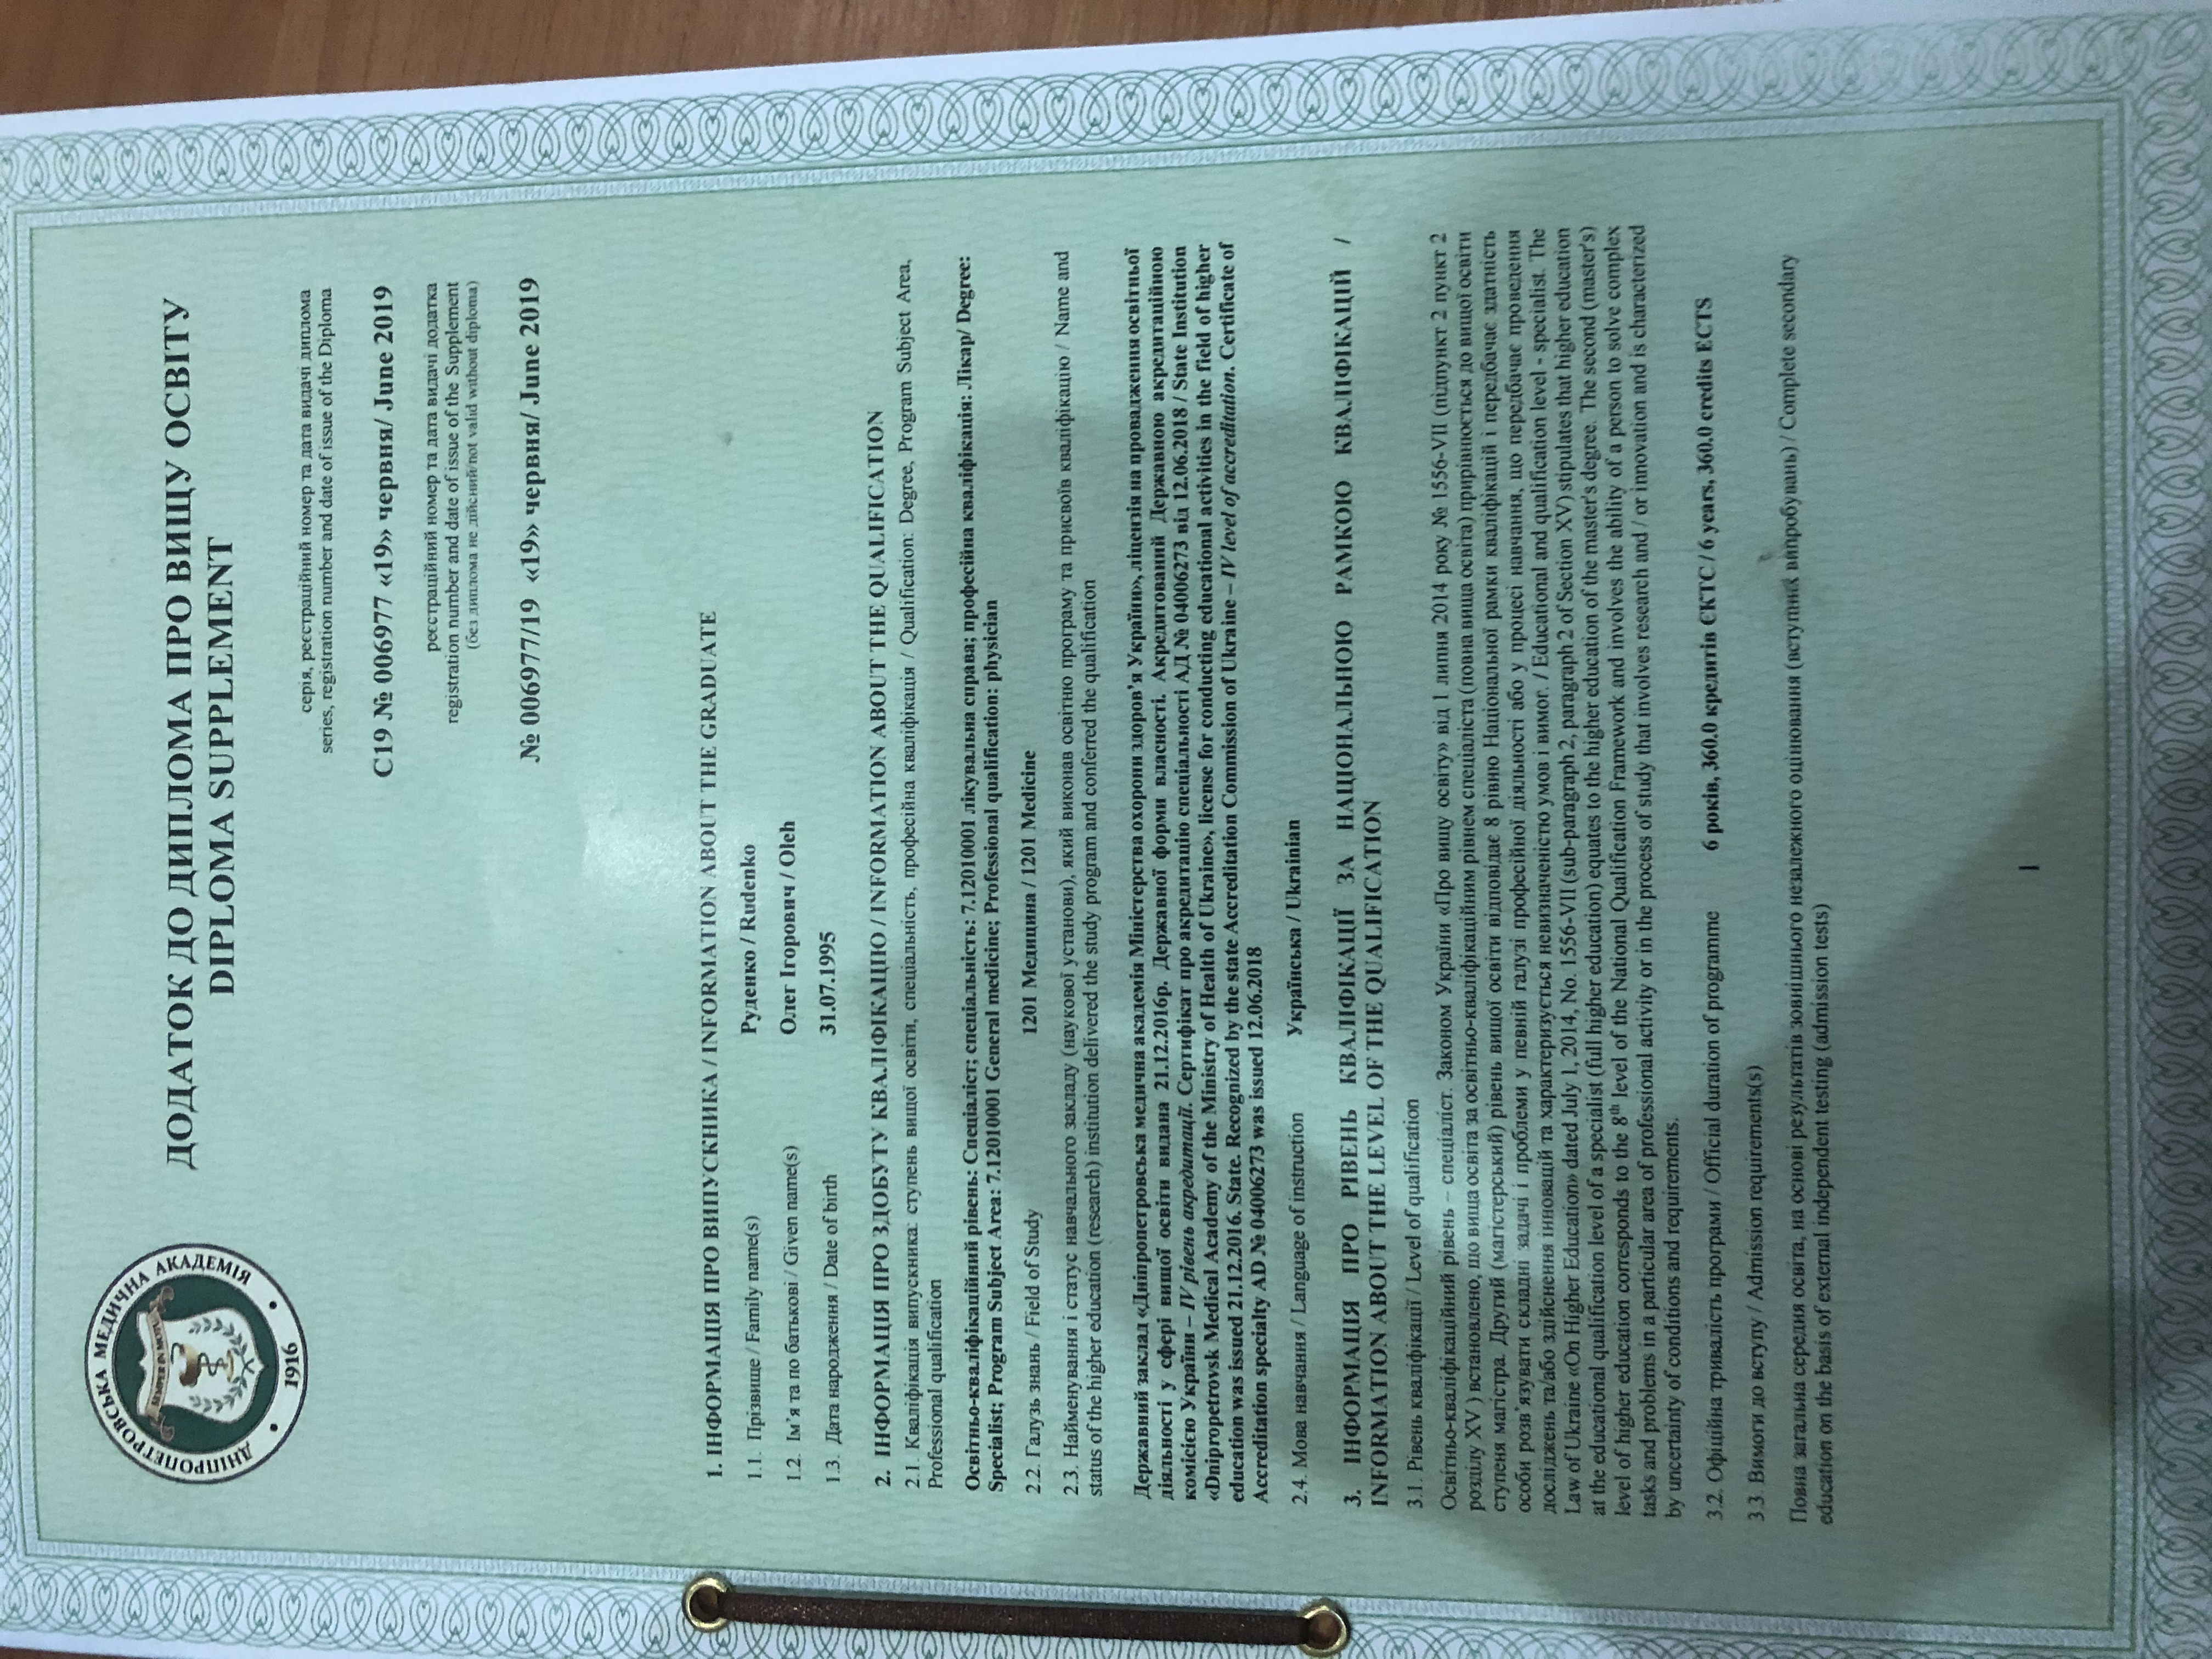 ДНІПРОПЕТРОВСЬКА МЕДИЧНА АКАДЕМІЯ
SEMPER IN MOTU
1916
ДОДАТОК ДО ДИПЛОМА ПРО ВИЩУ ОСВІТУ
DIPLOMA SUPPLEMENT
серія, реєстраційний номер та дата видачі диплома
series, registration number and date of issue of the Diploma
С19 № 006977 «19» червня/ June 2019
реєстраційний номер та дата видачі додатка
registration number and date of issue of the Supplement
(без диплома не дійсний/not valid without diploma)
№ 006977/19 «19» червня/ June 2019
1. ІНФОРМАЦІЯ ПРО ВИПУСКНИКА / INFORMATION ABOUT THE GRADUATE
1.1. Прізвище / Family name(s) Руденко / Rudenko
1.2. Ім’я та по батькові / Given name(s) Олег Ігорович / Oleh
1.3. Дата народження / Date of birth 31.07.1995
2. ІНФОРМАЦІЯ ПРО ЗДОБУТУ КВАЛІФІКАЦІЮ / INFORMATION ABOUT THE QUALIFICATION
2.1. Кваліфікація випускника: ступень вищої освіти, спеціальність, професійна кваліфікація / Qualification: Degree, Program Subject Area,
Professional qualification
Освітньо-кваліфікаційний рівень: Спеціаліст; спеціальність: 7.12010001 лікувальна справа; професійна кваліфікація: Лікар/ Degree:
Specialist; Program Subject Area: 7.12010001 General medicine; Professional qualification: physician
2.2. Галузь знань / Field of Study 1201 Медицина / 1201 Medicine
2.3. Найменування і статус навчального закладу (наукової установи), який виконав освітню програму та присвоїв кваліфікацію / Name and
status of the higher education (research) institution delivered the study program and conferred the qualification
Державний заклад «Дніпропетровська медична академія Міністерства охорони здоров’я України», ліцензія на провадження освітньої
діяльності у сфері вищої освіти видана 21.12.2016р. Державної форми власності. Акредитований Державною акредитаційною
комісією України – IV рівень акредитації. Сертифікат про акредитацію спеціальності АД № 04006273 від 12.06.2018 / State Institution
«Dnipropetrovsk Medical Academy of the Ministry of Health of Ukraine», license for conducting educational activities in the field of higher
education was issued 21.12.2016. State. Recognized by the state Accreditation Commission of Ukraine – IV level of accreditation. Certificate of
Accreditation specialty AD № 04006273 was issued 12.06.2018
2.4. Мова навчання / Language of instruction Українська / Ukrainian
3. ІНФОРМАЦІЯ ПРО РІВЕНЬ КВАЛІФІКАЦІЇ ЗА НАЦІОНАЛЬНОЮ РАМКОЮ КВАЛІФІКАЦІЙ /
INFORMATION ABOUT THE LEVEL OF THE QUALIFICATION
3.1. Рівень кваліфікації / Level of qualification
Освітньо-кваліфікаційний рівень – спеціаліст. Законом України «Про вищу освіту» від 1 липня 2014 року № 1556-VII (підпункт 2 пункт 2
розділу XV ) встановлено, що вища освіта за освітньо-кваліфікаційним рівнем спеціаліста (повна вища освіта) прирівнюється до вищої освіти
ступеня магістра. Другий (магістерський) рівень вищої освіти відповідає 8 рівню Національної рамки кваліфікацій і передбачає здатність
особи розв’язувати складні задачі і проблеми у певній галузі професійної діяльності або у процесі навчання, що передбачає проведення
досліджень та/або здійснення інновацій та характеризується невизначеністю умов і вимог. / Educational and qualification level - specialist. The
Law of Ukraine «On Higher Education» dated July 1, 2014, No. 1556-VII (sub-paragraph 2, paragraph 2 of Section XV) stipulates that higher education
at the educational qualification level of a specialist (full higher education) equates to the higher education of the master's degree. The second (master's)
level of higher education corresponds to the 8th level of the National Qualification Framework and involves the ability of a person to solve complex
tasks and problems in a particular area of professional activity or in the process of study that involves research and / or innovation and is characterized
by uncertainty of conditions and requirements.
3.2. Офіційна тривалість програми / Official duration of programme 6 років, 360.0 кредитів ЄКТС / 6 years, 360.0 credits ECTS
3.3. Вимоги до вступу / Admission requirements(s)
Повна загальна середня освіта, на основі результатів зовнішнього незалежного оцінювання (вступних випробувань) / Complete secondary
education on the basis of external independent testing (admission tests)
1